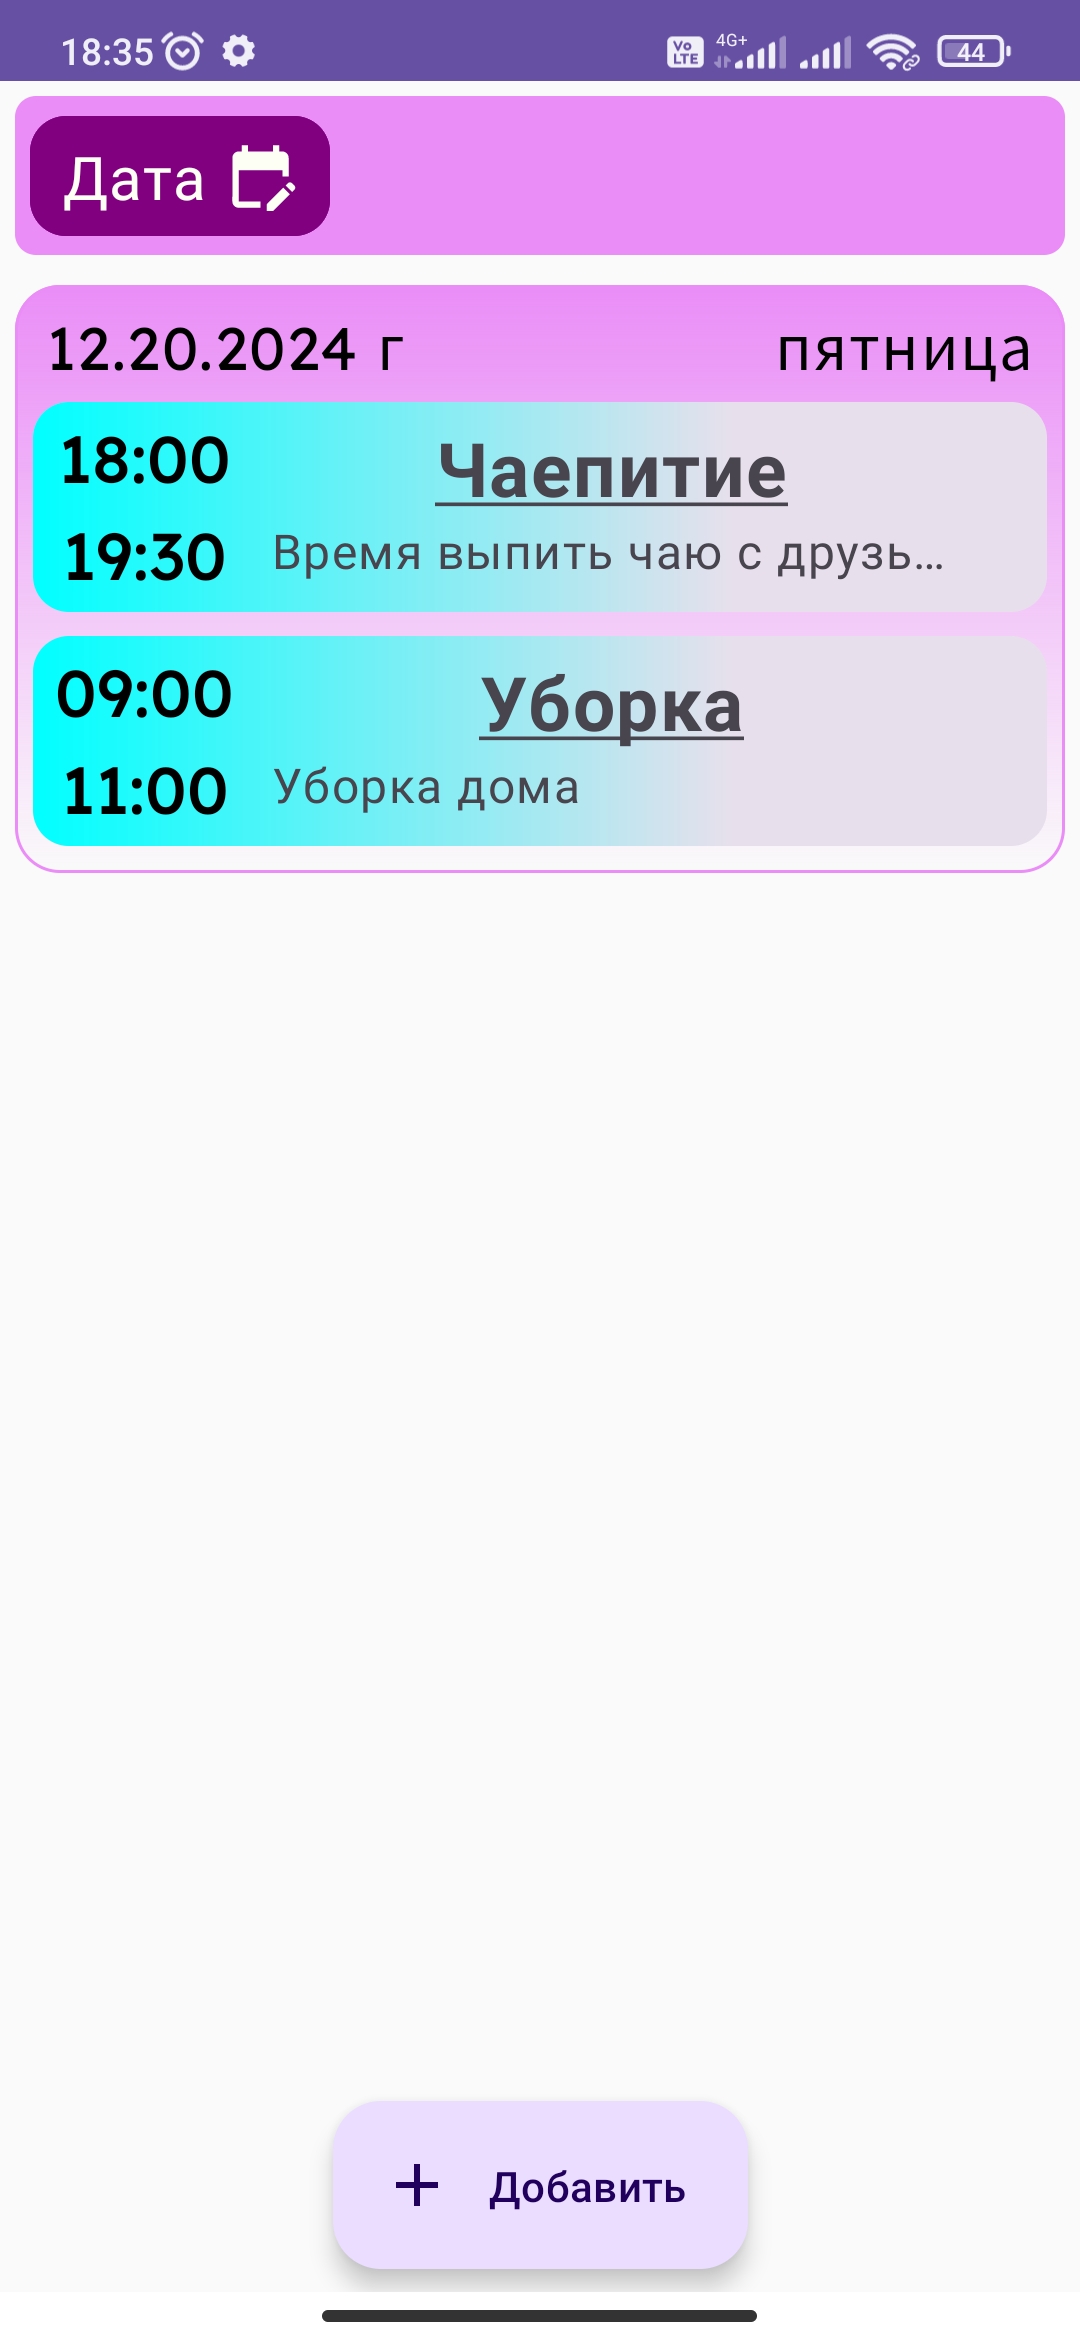 18:35 Vo LTE 4G+ 44
Дата
12.20.2024 г пятница
18:00 Чаепитие
19:30 Время выпить чаю с друзь...
09:00 Уборка
11:00 Уборка дома
Добавить